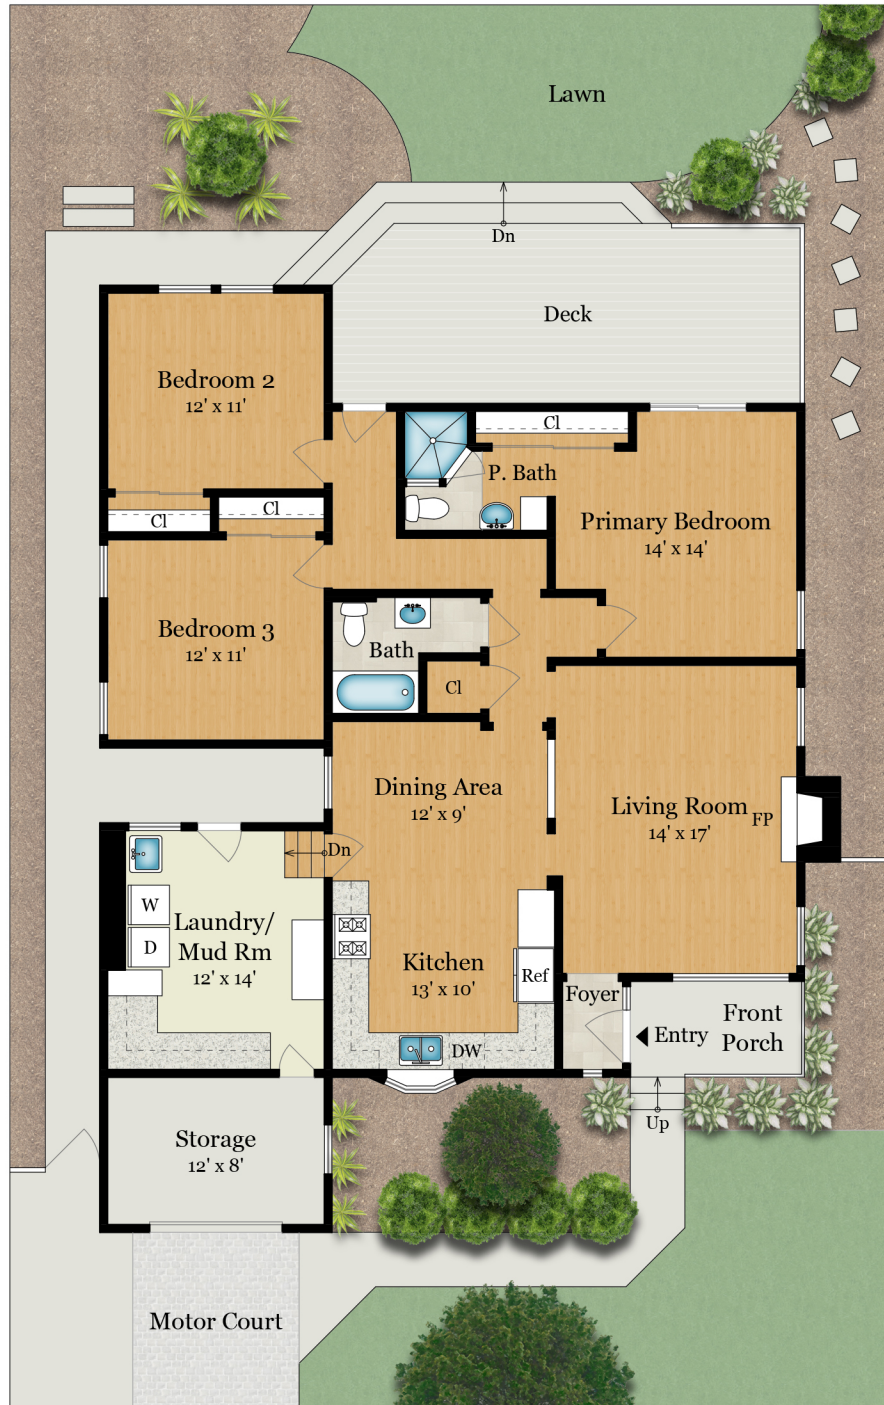 Lawn
Dn
Deck
Bedroom 2
12' x 11'
Cl
P. Bath
Cl
Cl
Primary Bedroom
14' x 14'
Bedroom 3
12' x 11'
Bath
Cl
Dining Area
12' x 9'
Living Room
14' x 17'
FP
Dn
W
D
Laundry/
Mud Rm
12' x 14'
Kitchen
13' x 10'
Ref
Foyer
Front
Porch
Entry
DW
Up
Storage
12' x 8'
Motor Court